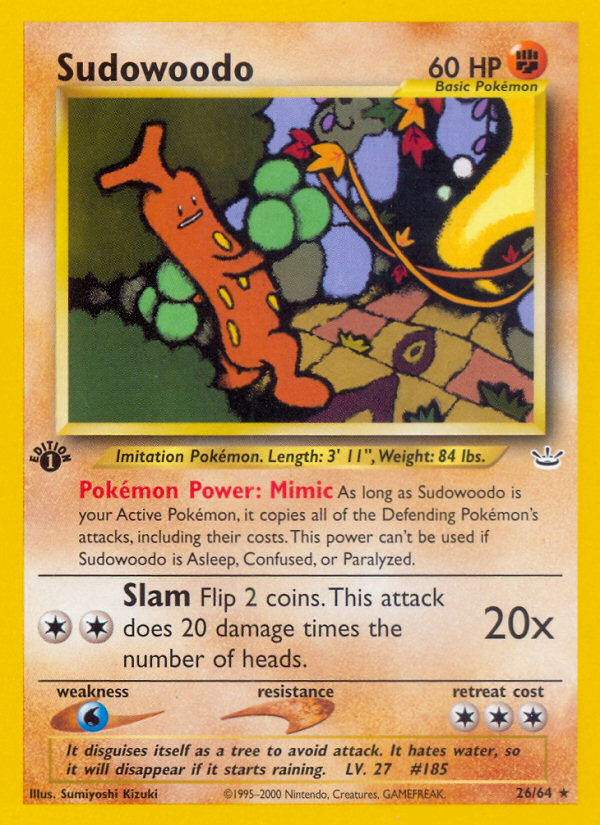 Sudowoodo 60 HP
Basic Pokémon
EDITION
1
Imitation Pokémon. Length: 3' 11", Weight: 84 lbs.
Pokémon Power: Mimic As long as Sudowoodo is
your Active Pokémon, it copies all of the Defending Pokémon's
attacks, including their costs. This power can't be used if
Sudowoodo is Asleep, Confused, or Paralyzed.
Slam Flip 2 coins. This attack
does 20 damage times the
number of heads.
20x
weakness resistance retreat cost
It disguises itself as a tree to avoid attack. It hates water, so
it will disappear if it starts raining. LV. 27 #185
Illus. Sumiyoshi Kizuki ©1995-2000 Nintendo, Creatures, GAMEFREAK. 26/64 ★